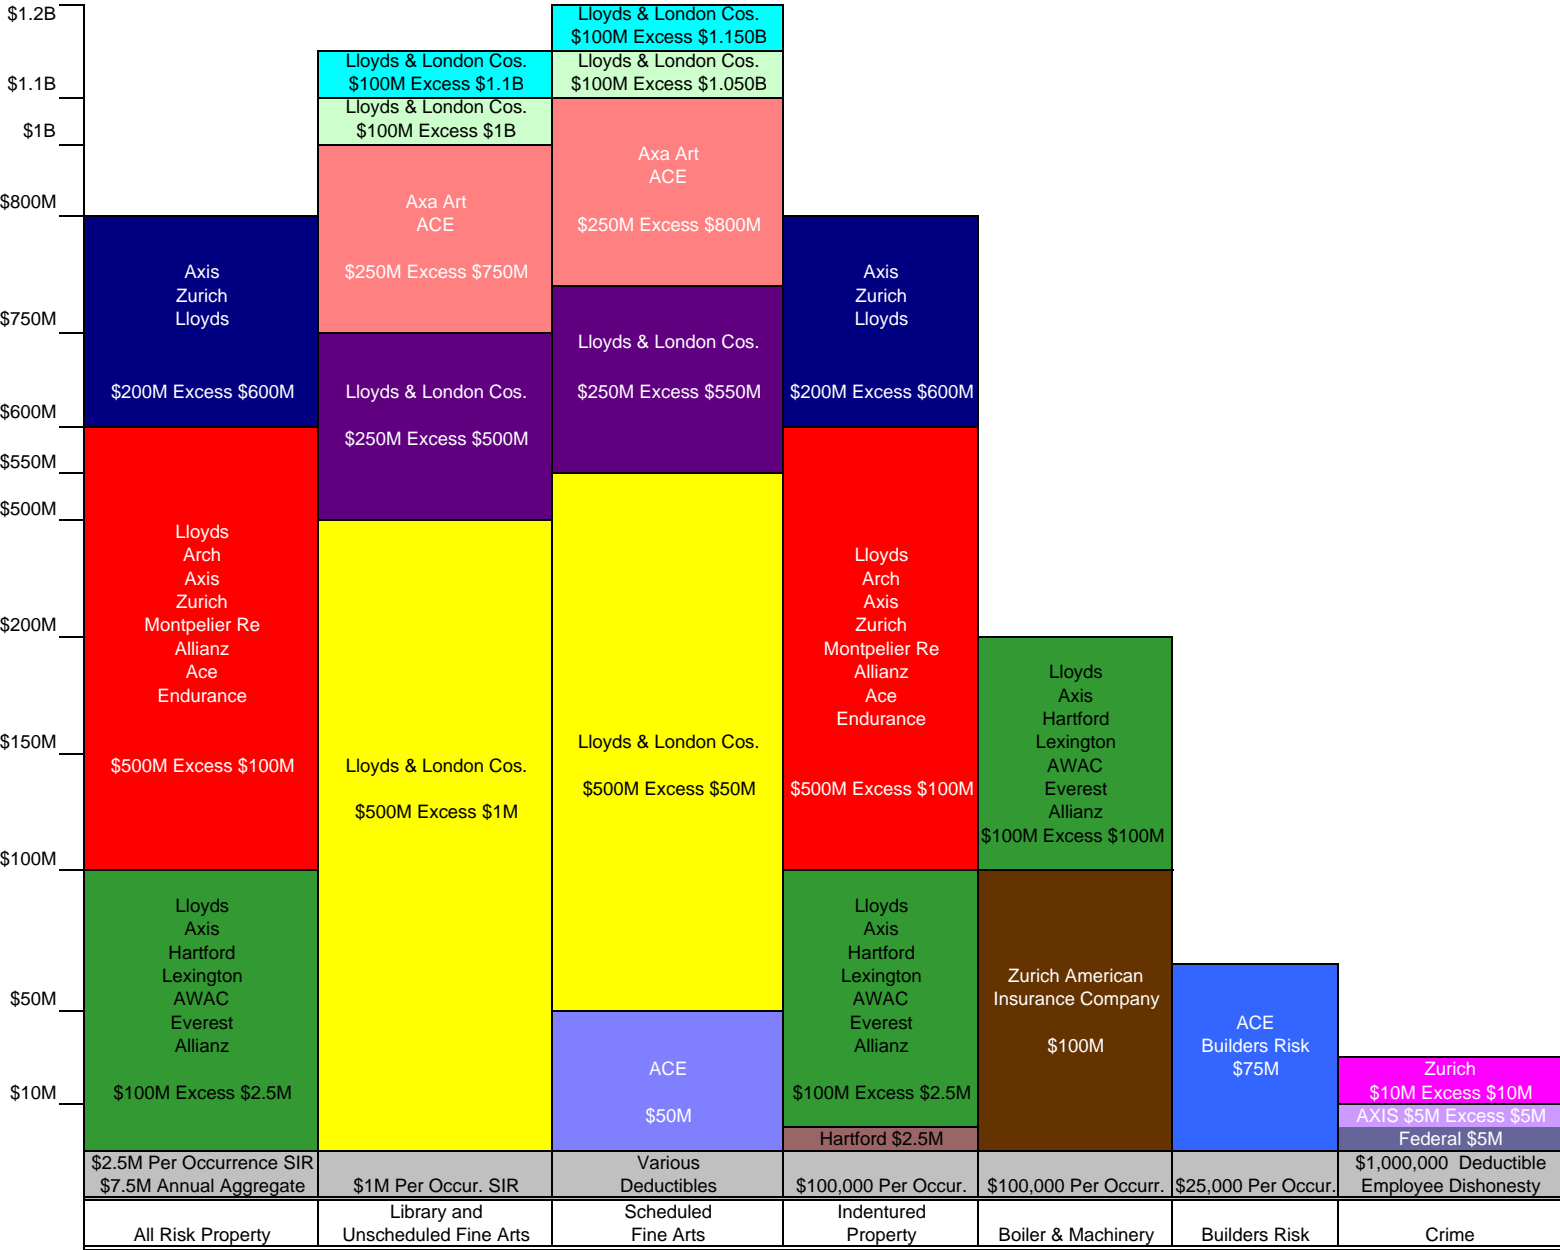 $1.2B
$1.1B
$1B
$800M
$750M
$600M
$550M
$500M
$200M
$150M
$100M
$50M
$10M
Axis
Zurich
Lloyds
$200M Excess $600M
Lloyds
Arch
Axis
Zurich
Montpelier Re
Allianz
Ace
Endurance
$500M Excess $100M
Lloyds
Axis
Hartford
Lexington
AWAC
Everest
Allianz
$100M Excess $2.5M
$2.5M Per Occurrence SIR
$7.5M Annual Aggregate
All Risk Property
Lloyds & London Cos.
$100M Excess $1.1B
Lloyds & London Cos.
$100M Excess $1B
Axa Art
ACE
$250M Excess $750M
Lloyds & London Cos.
$250M Excess $500M
Lloyds & London Cos.
$500M Excess $1M
$1M Per Occur. SIR
Library and
Unscheduled Fine Arts
Lloyds & London Cos.
$100M Excess $1.150B
Lloyds & London Cos.
$100M Excess $1.050B
Axa Art
ACE
$250M Excess $800M
Lloyds & London Cos.
$250M Excess $550M
Lloyds & London Cos.
$500M Excess $50M
ACE
$50M
Various
Deductibles
Scheduled
Fine Arts
Axis
Zurich
Lloyds
$200M Excess $600M
Lloyds
Arch
Axis
Zurich
Montpelier Re
Allianz
Ace
Endurance
$500M Excess $100M
Lloyds
Axis
Hartford
Lexington
AWAC
Everest
Allianz
$100M Excess $2.5M
Hartford $2.5M
$100,000 Per Occur.
Indentured
Property
Lloyds
Axis
Hartford
Lexington
AWAC
Everest
Allianz
$100M Excess $100M
Zurich American
Insurance Company
$100M
$100,000 Per Occurr.
Boiler & Machinery
ACE
Builders Risk
$75M
$25,000 Per Occur.
Builders Risk
Zurich
$10M Excess $10M
AXIS $5M Excess $5M
Federal $5M
$1,000,000 Deductible
Employee Dishonesty
Crime